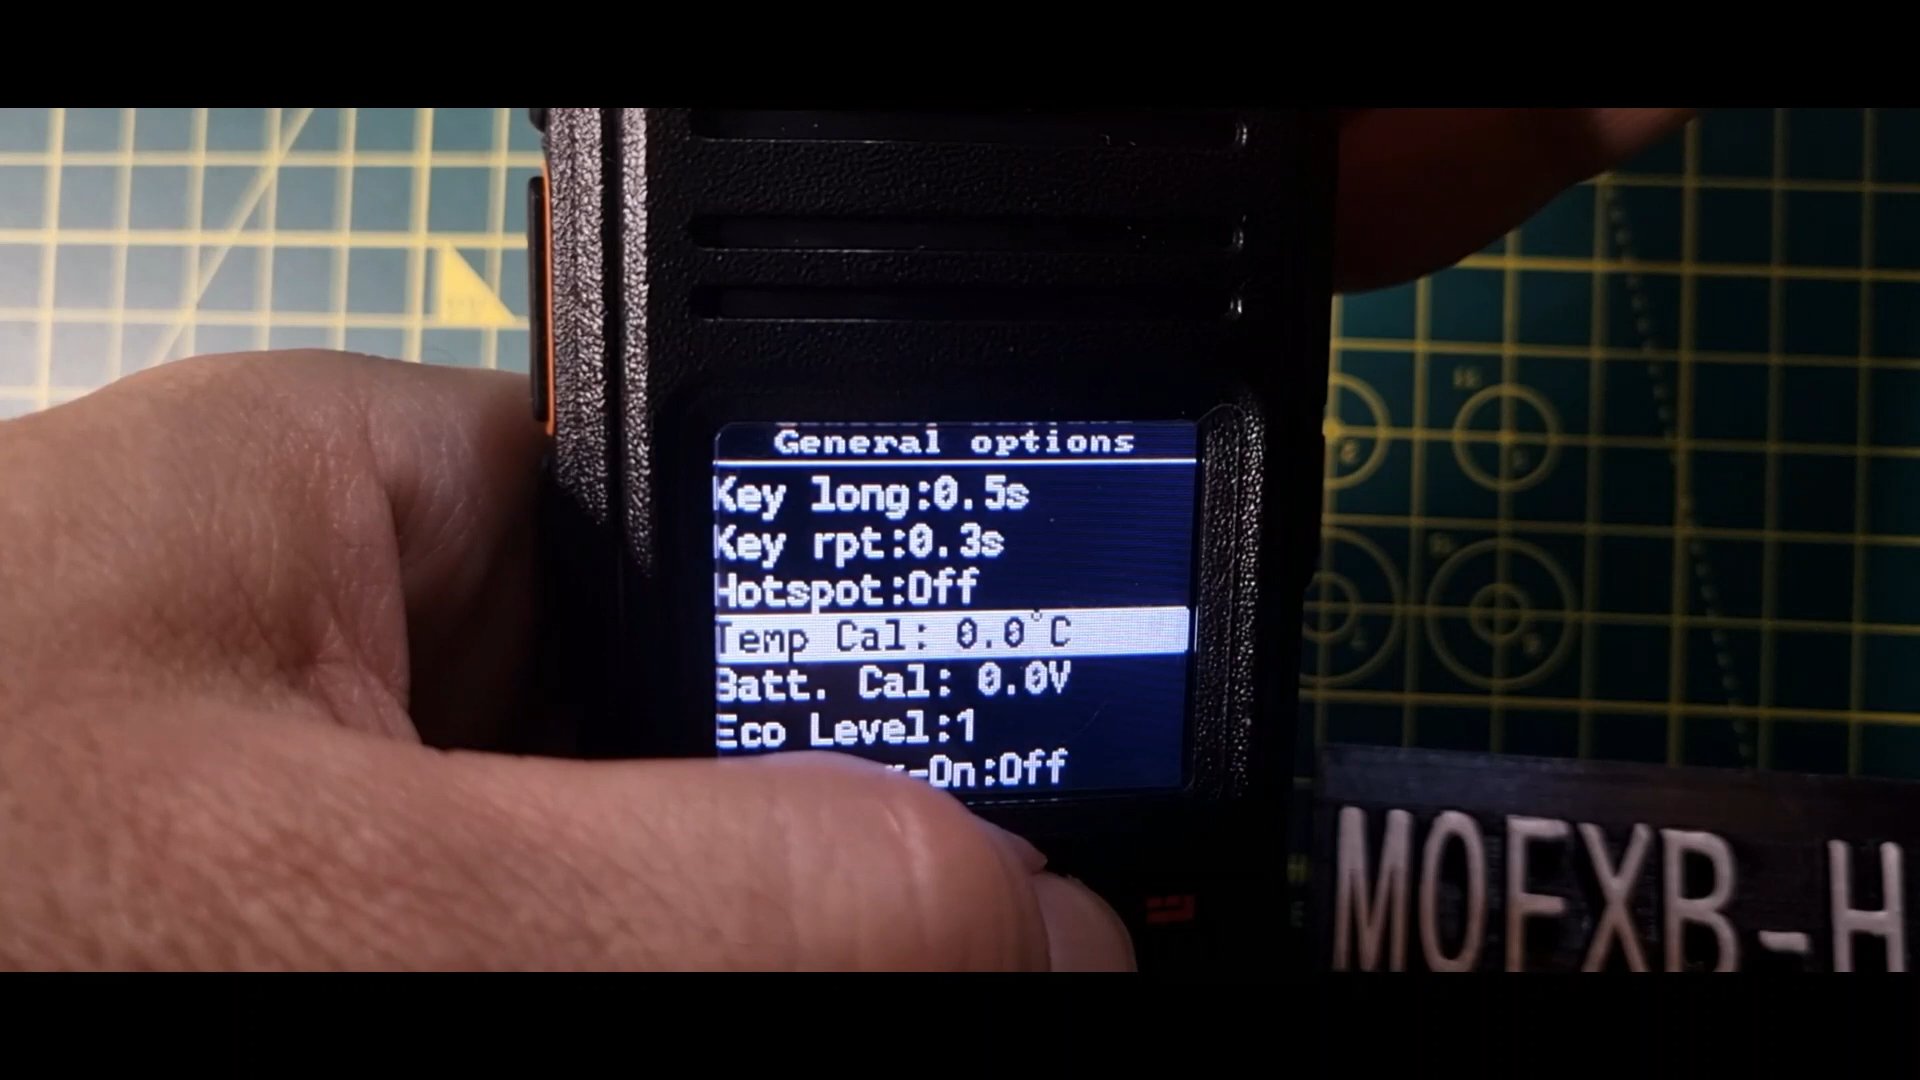 General options
Key long:0.5s
Key rpt:0.3s
Hotspot:Off
Temp Cal: 0.0°C
Batt. Cal: 0.0V
Eco Level:1
-On:Off
M0FXB-H